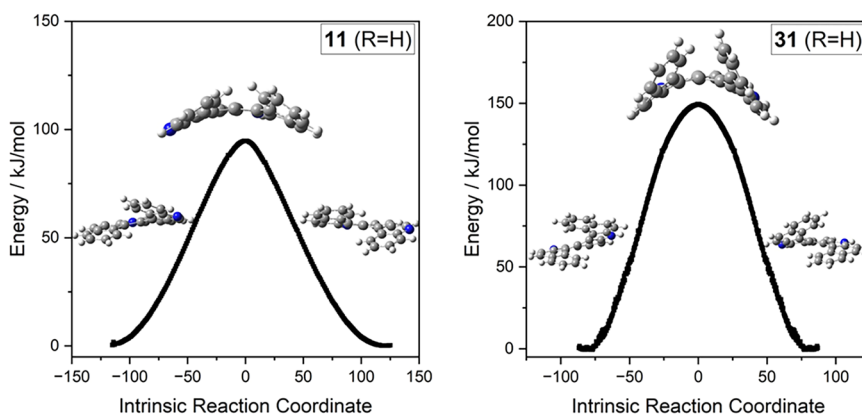 11 (R=H)
150
100
50
0
Energy / kJ/mol
−150 −100 −50 0 50 100 150
Intrinsic Reaction Coordinate
31 (R=H)
200
150
100
50
0
Energy / kJ/mol
−100 −50 0 50 100
Intrinsic Reaction Coordinate